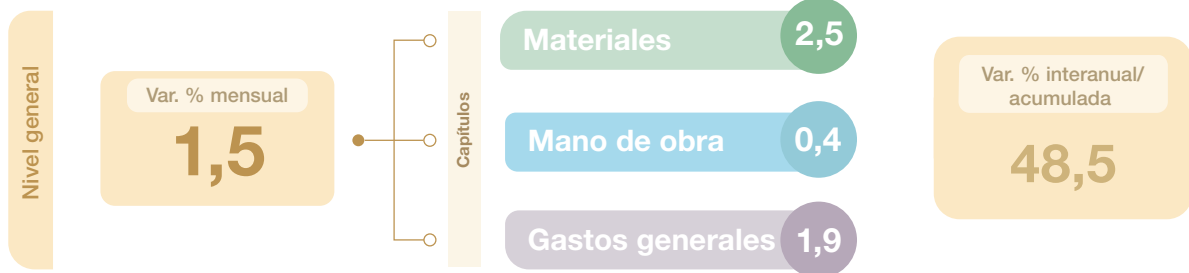 Nivel general
Var. % mensual
1,5
Capítulos
Materiales
2,5
Mano de obra
0,4
Gastos generales
1,9
Var. % interanual/
acumulada
48,5